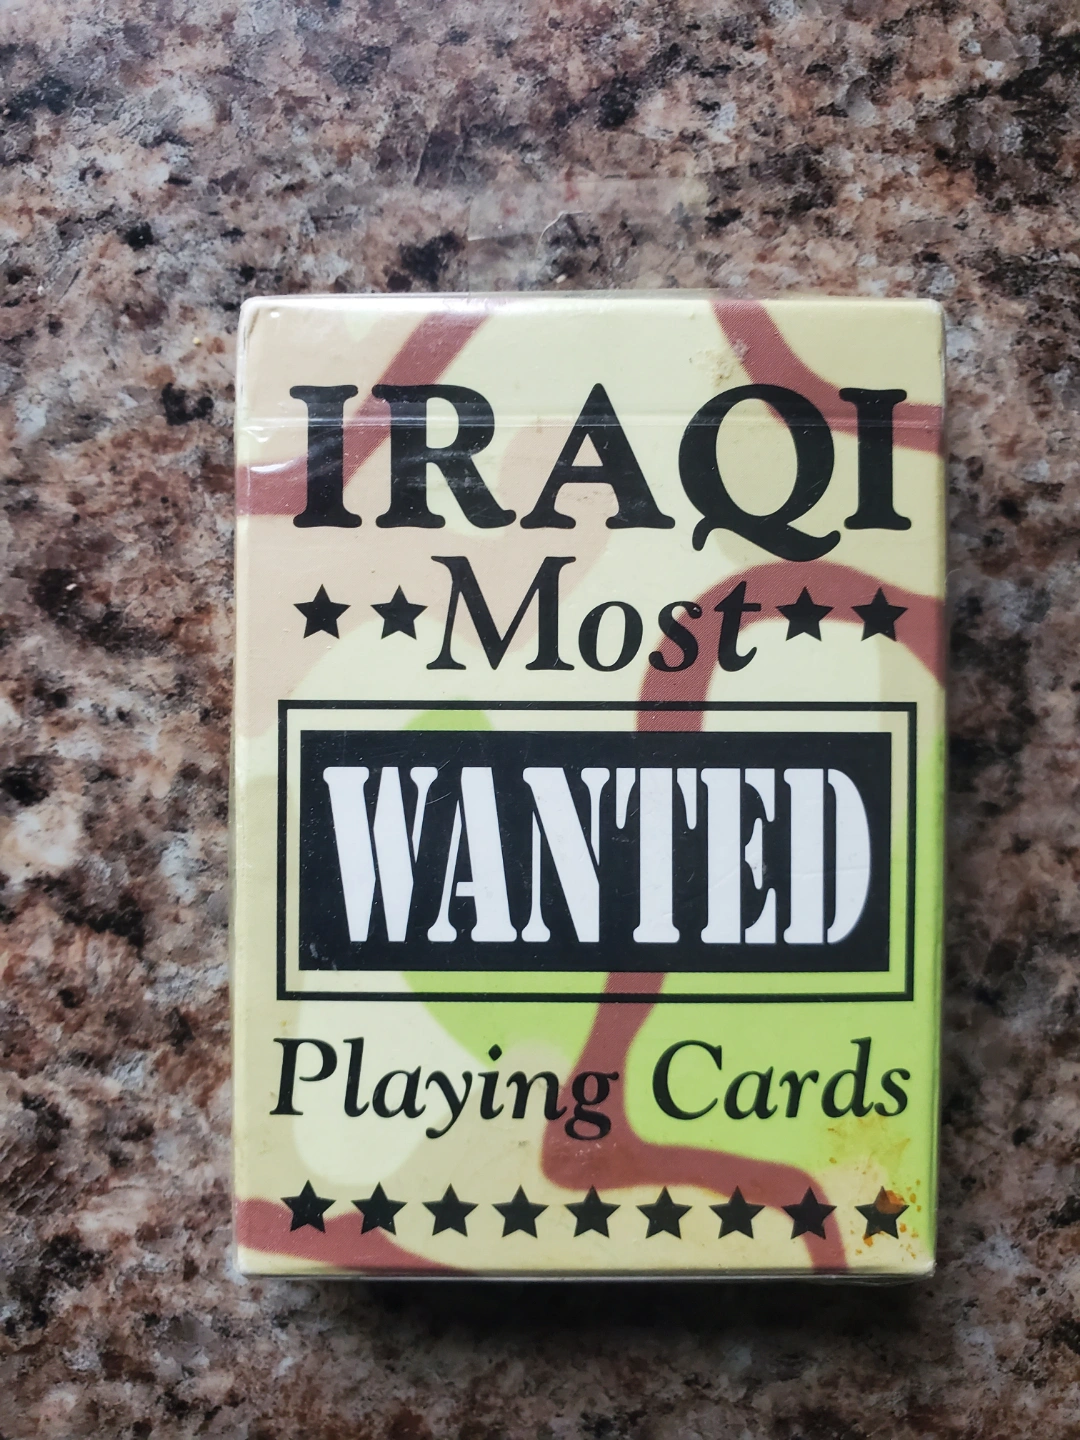 IRAQI
Most
WANTED
Playing Cards